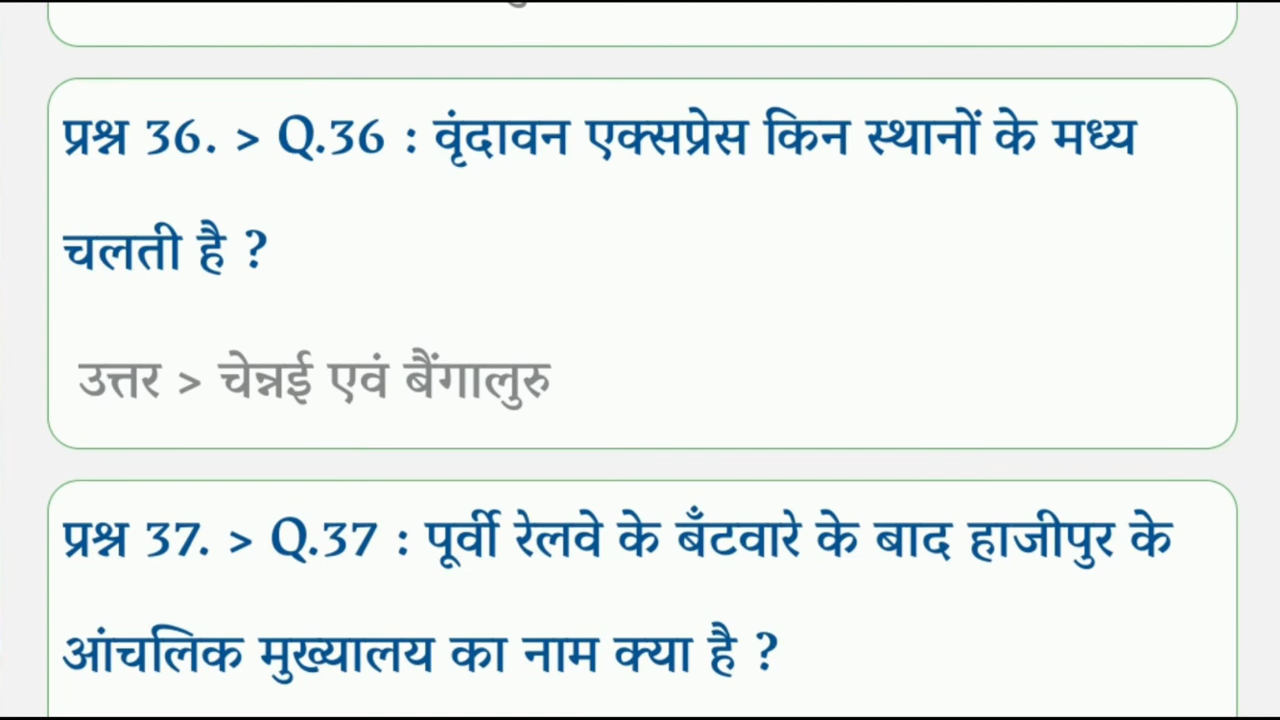 प्रश्न 36. > Q.36 : वृंदावन एक्सप्रेस किन स्थानों के मध्य
चलती है ?
उत्तर > चेन्नई एवं बैंगालुरु
प्रश्न 37. > Q.37 : पूर्वी रेलवे के बँटवारे के बाद हाजीपुर के
आंचलिक मुख्यालय का नाम क्या है ?